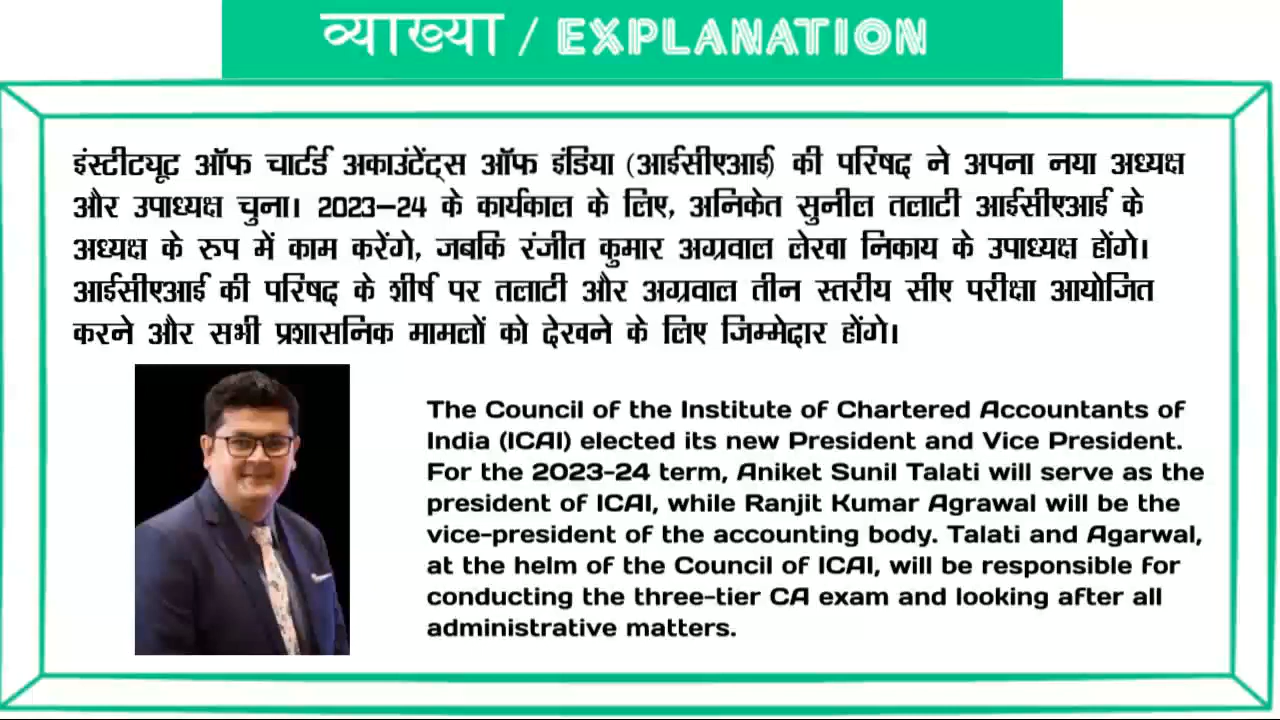 व्याख्या / EXPLANATION
इंस्टीट्यूट ऑफ चार्टर्ड अकाउंटेंट्स ऑफ इंडिया (आईसीएआई) की परिषद ने अपना नया अध्यक्ष
और उपाध्यक्ष चुना। 2023–24 के कार्यकाल के लिए, अनिकेत सुनील तलाटी आईसीएआई के
अध्यक्ष के रुप में काम करेंगे, जबकि रंजीत कुमार अग्रवाल लेखा निकाय के उपाध्यक्ष होंगे।
आईसीएआई की परिषद के शीर्ष पर तलाटी और अग्रवाल तीन स्तरीय सीए परीक्षा आयोजित
करने और सभी प्रशासनिक मामलों को देखने के लिए जिम्मेदार होंगे।
The Council of the Institute of Chartered Accountants of
India (ICAI) elected its new President and Vice President.
For the 2023-24 term, Aniket Sunil Talati will serve as the
president of ICAI, while Ranjit Kumar Agrawal will be the
vice-president of the accounting body. Talati and Agarwal,
at the helm of the Council of ICAI, will be responsible for
conducting the three-tier CA exam and looking after all
administrative matters.